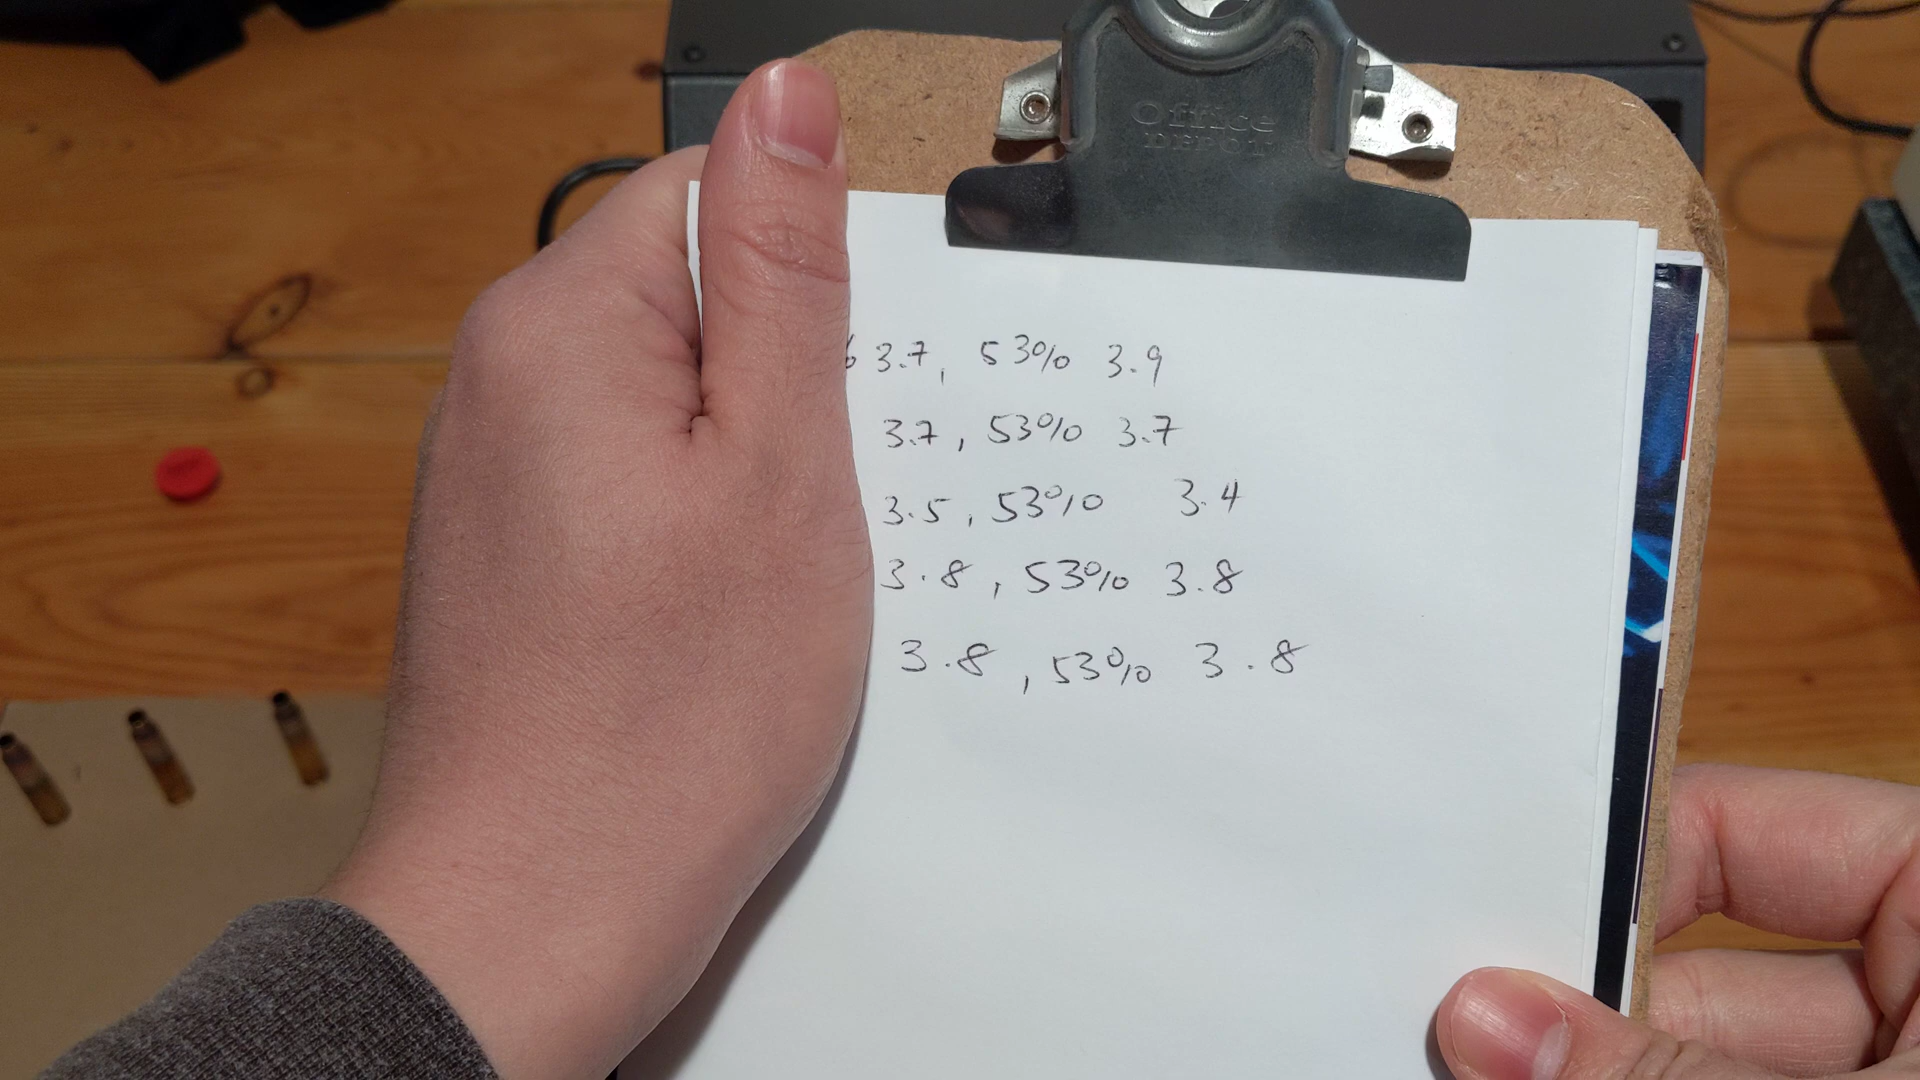 Office
DEPOT
3.7, 53% 3.9
3.7, 53% 3.7
3.5, 53% 3.4
3.8, 53% 3.8
3.8, 53% 3.8